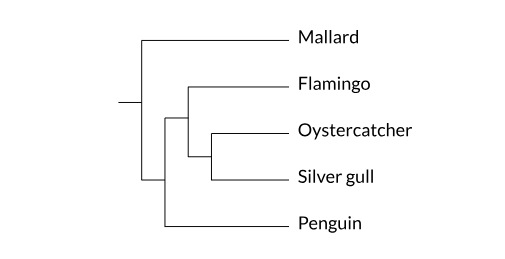 Mallard
Flamingo
Oystercatcher
Silver gull
Penguin